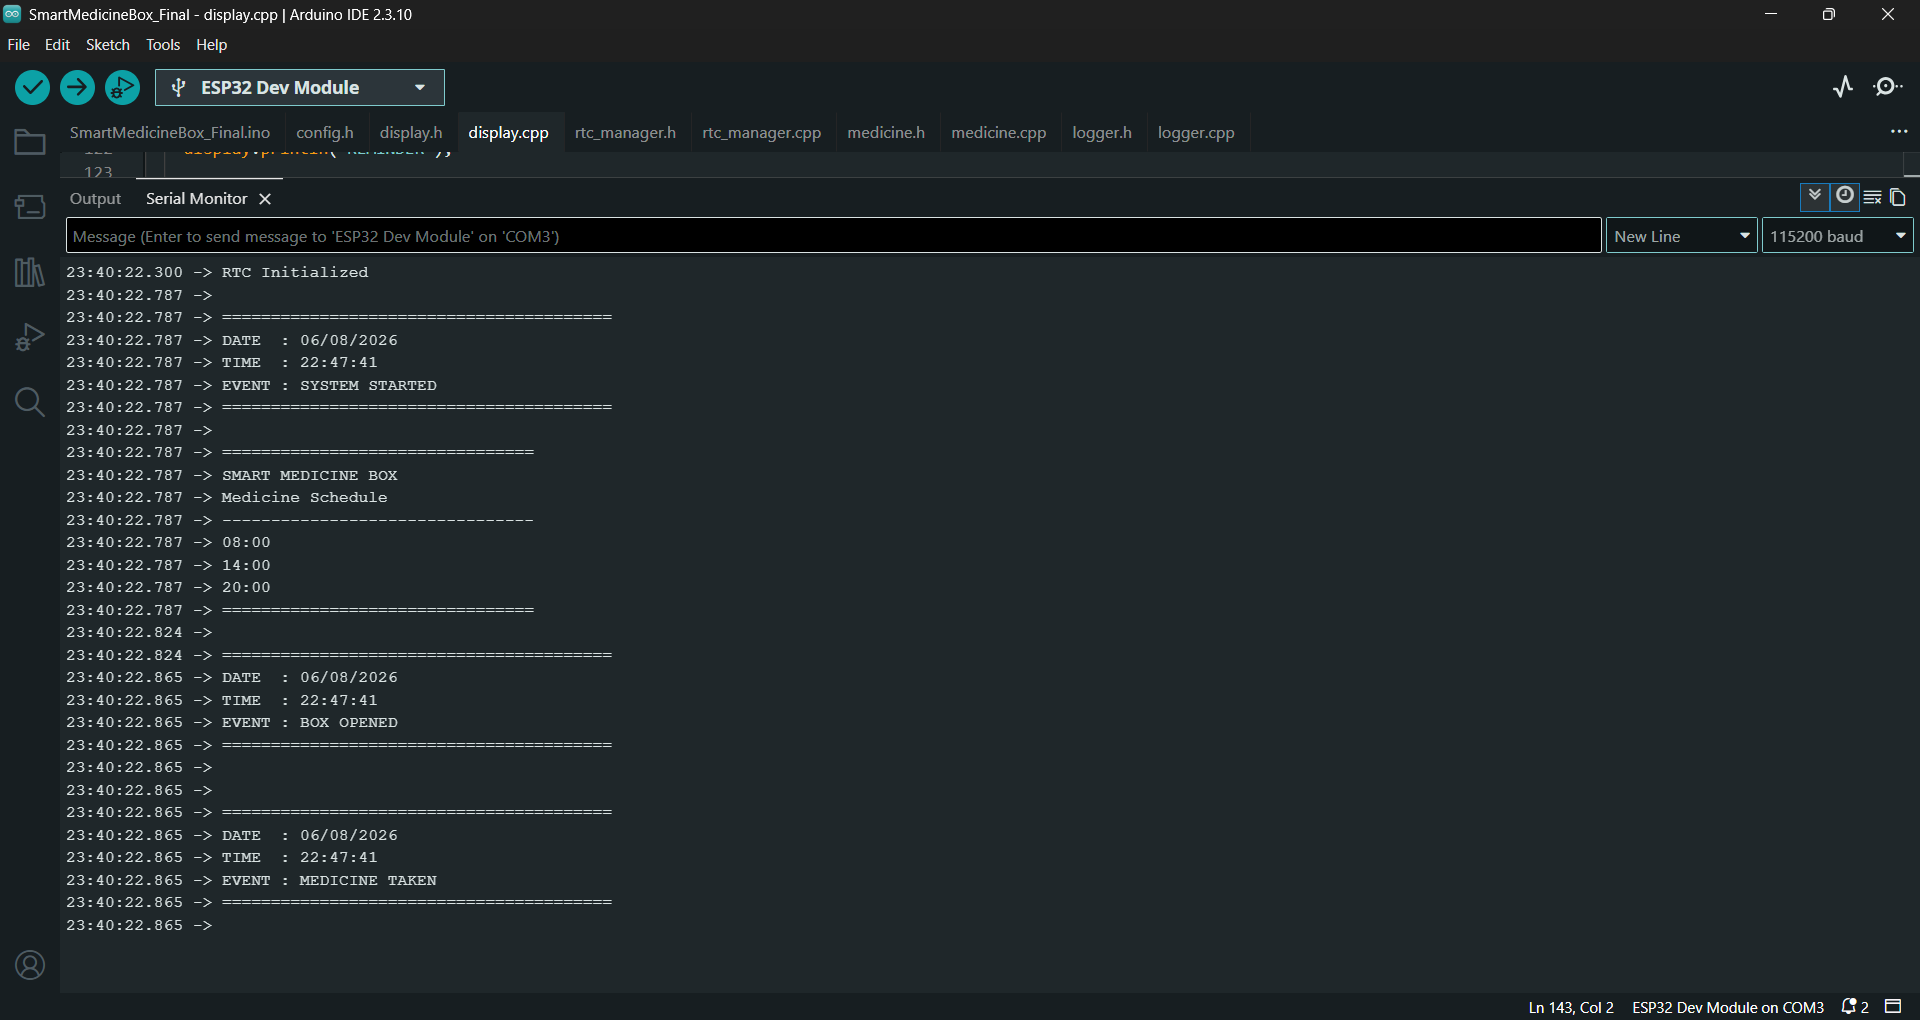 SmartMedicineBox_Final - display.cpp | Arduino IDE 2.3.10
File Edit Sketch Tools Help
ESP32 Dev Module
SmartMedicineBox_Final.ino config.h display.h display.cpp rtc_manager.h rtc_manager.cpp medicine.h medicine.cpp logger.h logger.cpp
123
Output Serial Monitor
Message (Enter to send message to 'ESP32 Dev Module' on 'COM3') New Line 115200 baud
23:40:22.300 -> RTC Initialized
23:40:22.787 ->
23:40:22.787 -> ========================================
23:40:22.787 -> DATE  : 06/08/2026
23:40:22.787 -> TIME  : 22:47:41
23:40:22.787 -> EVENT : SYSTEM STARTED
23:40:22.787 -> ========================================
23:40:22.787 ->
23:40:22.787 -> ================================
23:40:22.787 -> SMART MEDICINE BOX
23:40:22.787 -> Medicine Schedule
23:40:22.787 -> --------------------------------
23:40:22.787 -> 08:00
23:40:22.787 -> 14:00
23:40:22.787 -> 20:00
23:40:22.787 -> ================================
23:40:22.824 ->
23:40:22.824 -> ========================================
23:40:22.865 -> DATE  : 06/08/2026
23:40:22.865 -> TIME  : 22:47:41
23:40:22.865 -> EVENT : BOX OPENED
23:40:22.865 -> ========================================
23:40:22.865 ->
23:40:22.865 ->
23:40:22.865 -> ========================================
23:40:22.865 -> DATE  : 06/08/2026
23:40:22.865 -> TIME  : 22:47:41
23:40:22.865 -> EVENT : MEDICINE TAKEN
23:40:22.865 -> ========================================
23:40:22.865 ->
Ln 143, Col 2 ESP32 Dev Module on COM3 2